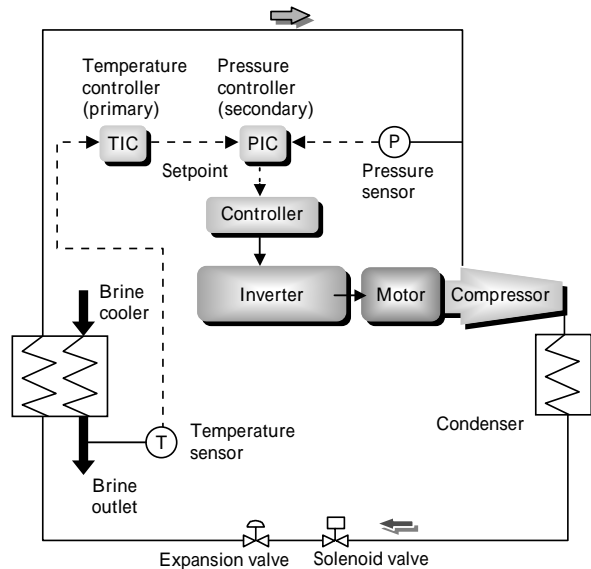 Temperature
controller
(primary)
Pressure
controller
(secondary)
TIC
PIC
P
Setpoint
Pressure
sensor
Controller
Inverter
Motor
Compressor
Brine
cooler
Condenser
T
Temperature
sensor
Brine
outlet
Expansion valve
Solenoid valve